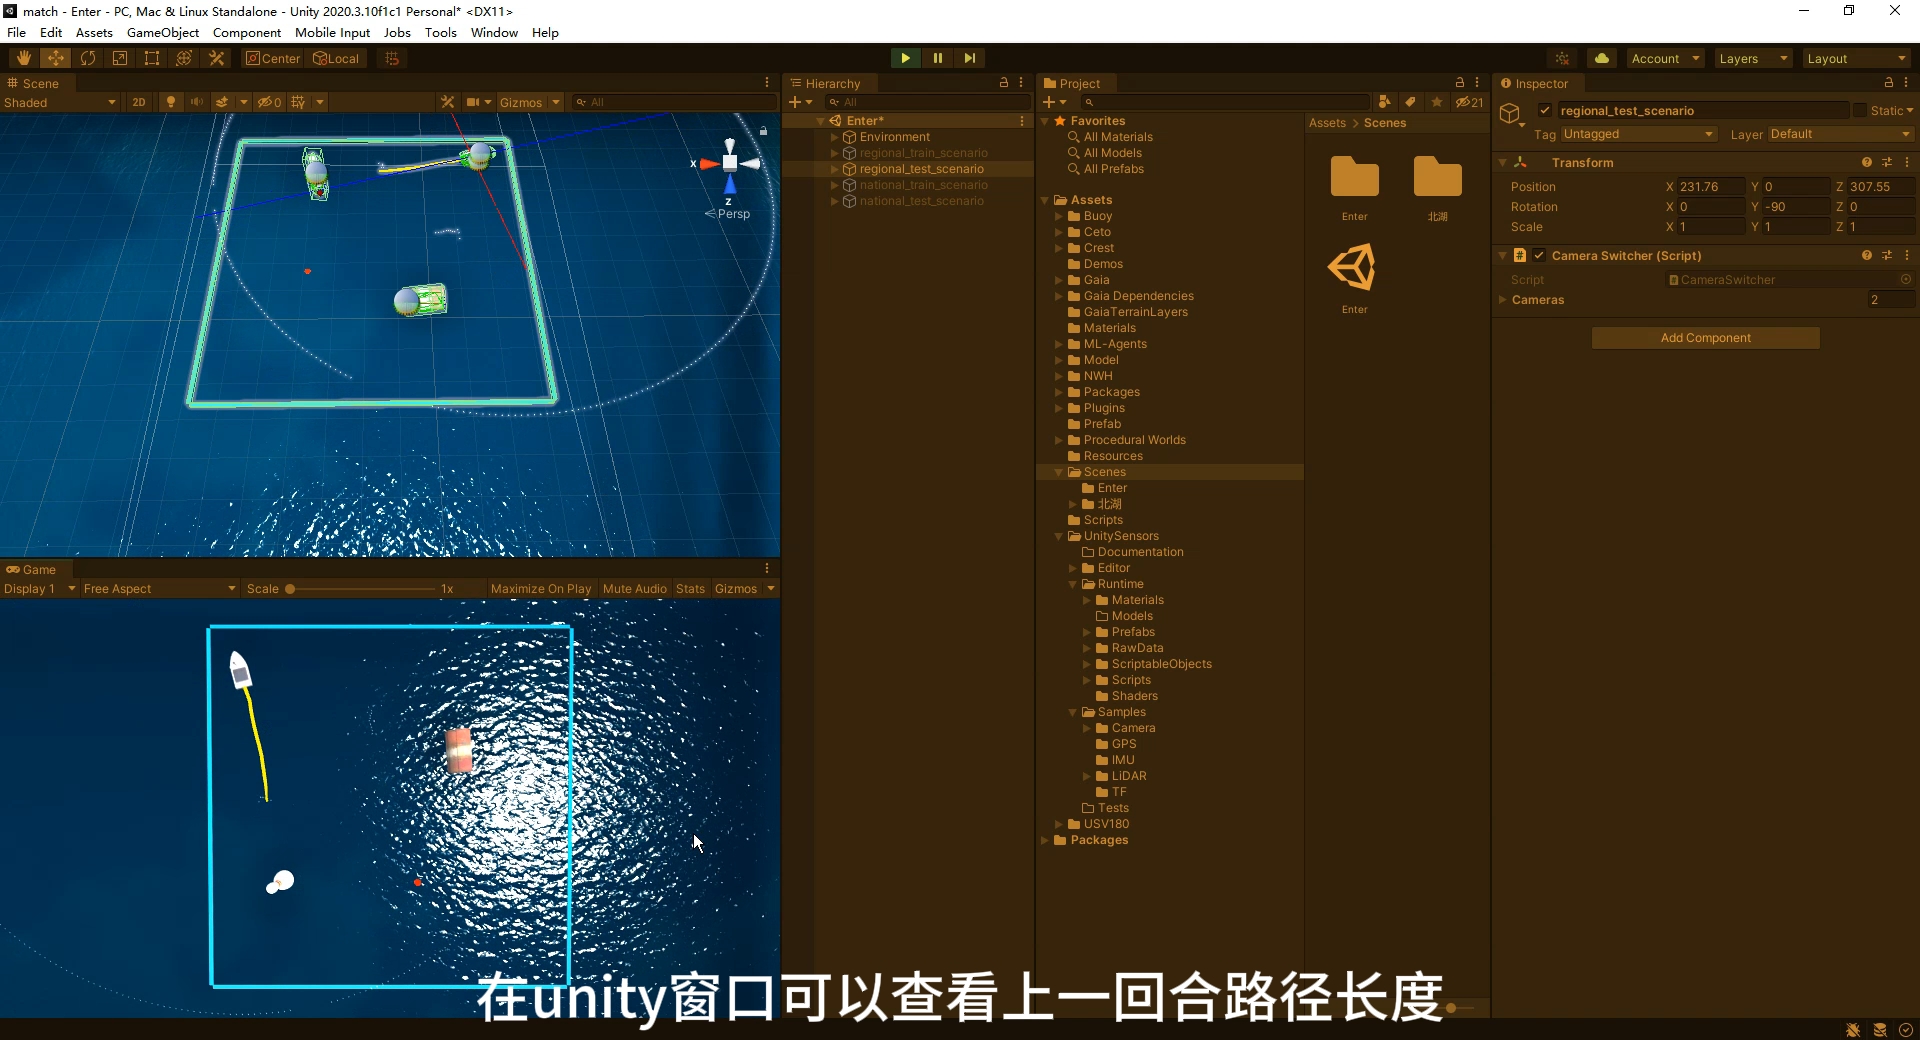 match - Enter - PC, Mac & Linux Standalone - Unity 2020.3.10f1c1 Personal* <DX11>
File Edit Assets GameObject Component Mobile Input Jobs Tools Window Help
Center Local
Account Layers Layout
Scene
Shaded 2D 0 Gizmos All
X
Z
Persp
Game
Display 1 Free Aspect Scale 1x Maximize On Play Mute Audio Stats Gizmos
Hierarchy
All
Enter*
Environment
regional_train_scenario
regional_test_scenario
national_train_scenario
national_test_scenario
Project
21
Favorites
All Materials
All Models
All Prefabs
Assets
Buoy
Ceto
Crest
Demos
Gaia
Gaia Dependencies
GaiaTerrainLayers
Materials
ML-Agents
Model
NWH
Packages
Plugins
Prefab
Procedural Worlds
Resources
Scenes
Enter
北湖
Scripts
UnitySensors
Documentation
Editor
Runtime
Materials
Models
Prefabs
RawData
ScriptableObjects
Scripts
Shaders
Samples
Camera
GPS
IMU
LiDAR
TF
Tests
USV180
Packages
Assets > Scenes
Enter 北湖
Enter
Inspector
regional_test_scenario Static
Tag Untagged Layer Default
Transform
Position X 231.76 Y 0 Z 307.55
Rotation X 0 Y -90 Z 0
Scale X 1 Y 1 Z 1
Camera Switcher (Script)
Script CameraSwitcher
Cameras 2
Add Component
在unity窗口可以查看上一回合路径长度